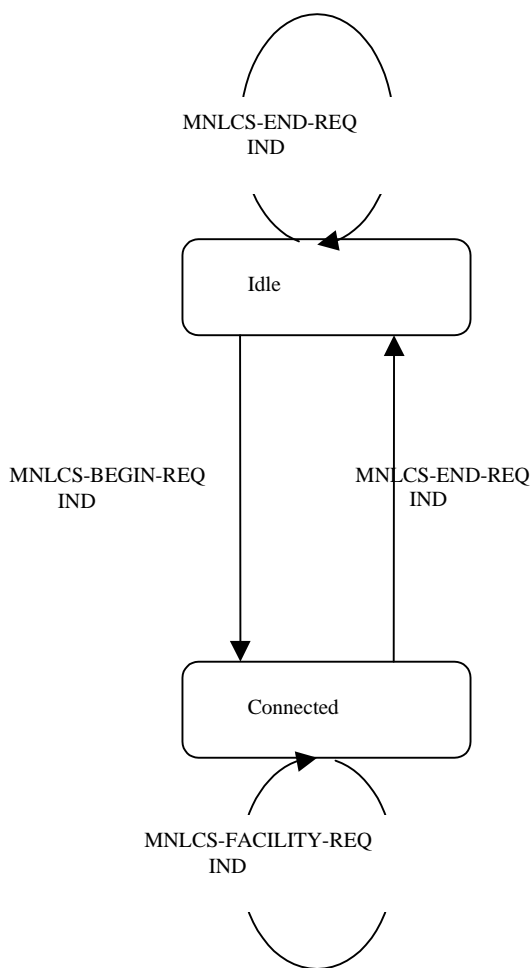 MNLCS-END-REQ
IND
Idle
MNLCS-BEGIN-REQ
IND
MNLCS-END-REQ
IND
Connected
MNLCS-FACILITY-REQ
IND